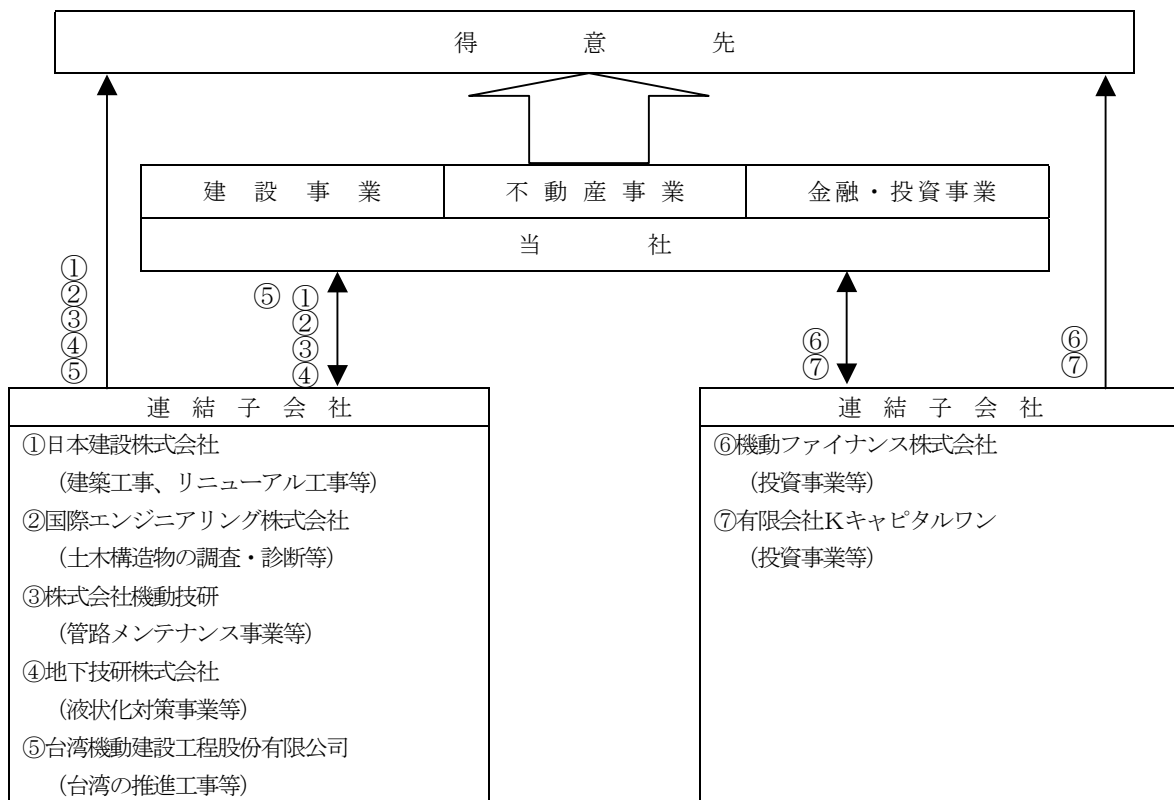 得意先
建設事業 不動産事業 金融・投資事業
当社
①
②
③
④
⑤
⑤ ①
②
③
④
⑥
⑦
⑥
⑦
連結子会社
①日本建設株式会社
（建築工事、リニューアル工事等）
②国際エンジニアリング株式会社
（土木構造物の調査・診断等）
③株式会社機動技研
（管路メンテナンス事業等）
④地下技研株式会社
（液状化対策事業等）
⑤台湾機動建設工程股份有限公司
（台湾の推進工事等）
連結子会社
⑥機動ファイナンス株式会社
（投資事業等）
⑦有限会社Kキャピタルワン
（投資事業等）